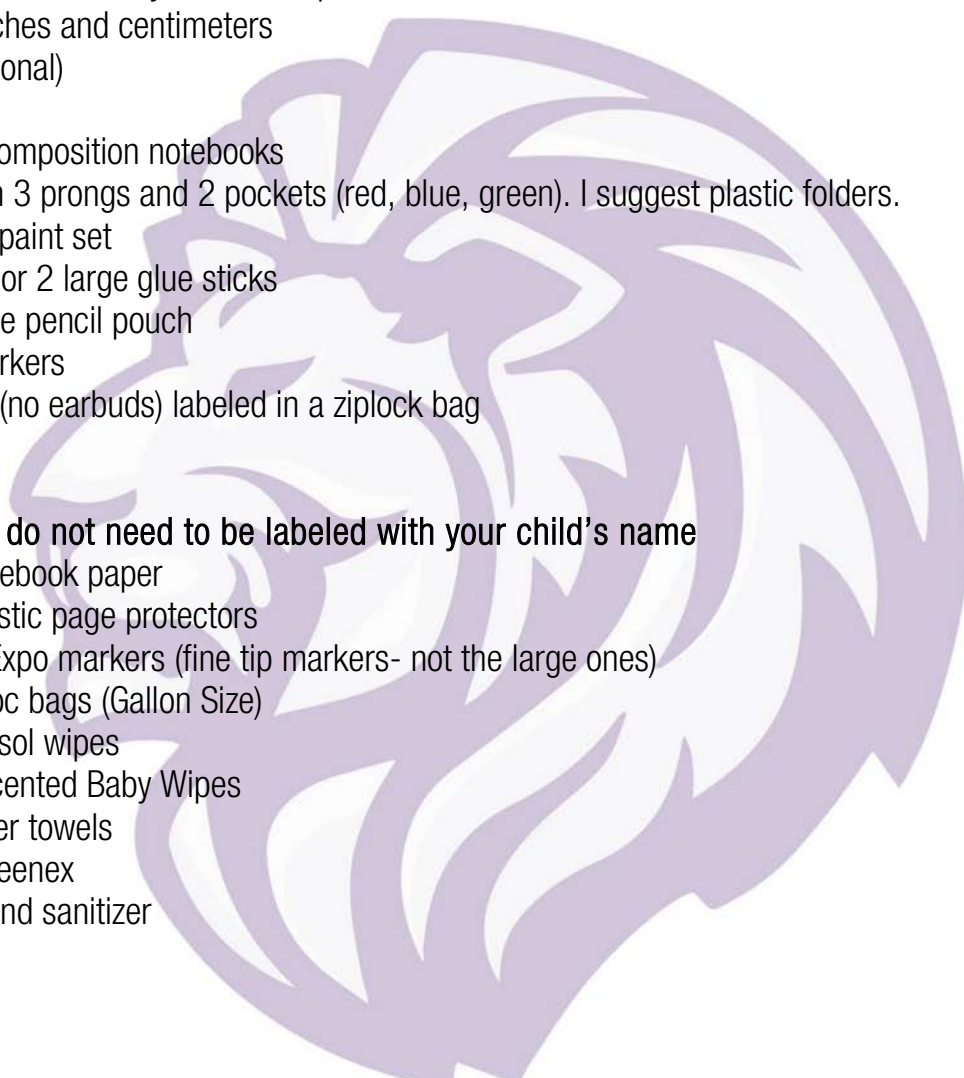 ches and centimeters
onal)
omposition notebooks
3 prongs and 2 pockets (red, blue, green). I suggest plastic folders.
paint set
or 2 large glue sticks
e pencil pouch
rkers
(no earbuds) labeled in a ziplock bag
do not need to be labeled with your child's name
ebook paper
stic page protectors
Expo markers (fine tip markers- not the large ones)
oc bags (Gallon Size)
sol wipes
cented Baby Wipes
er towels
eenex
nd sanitizer